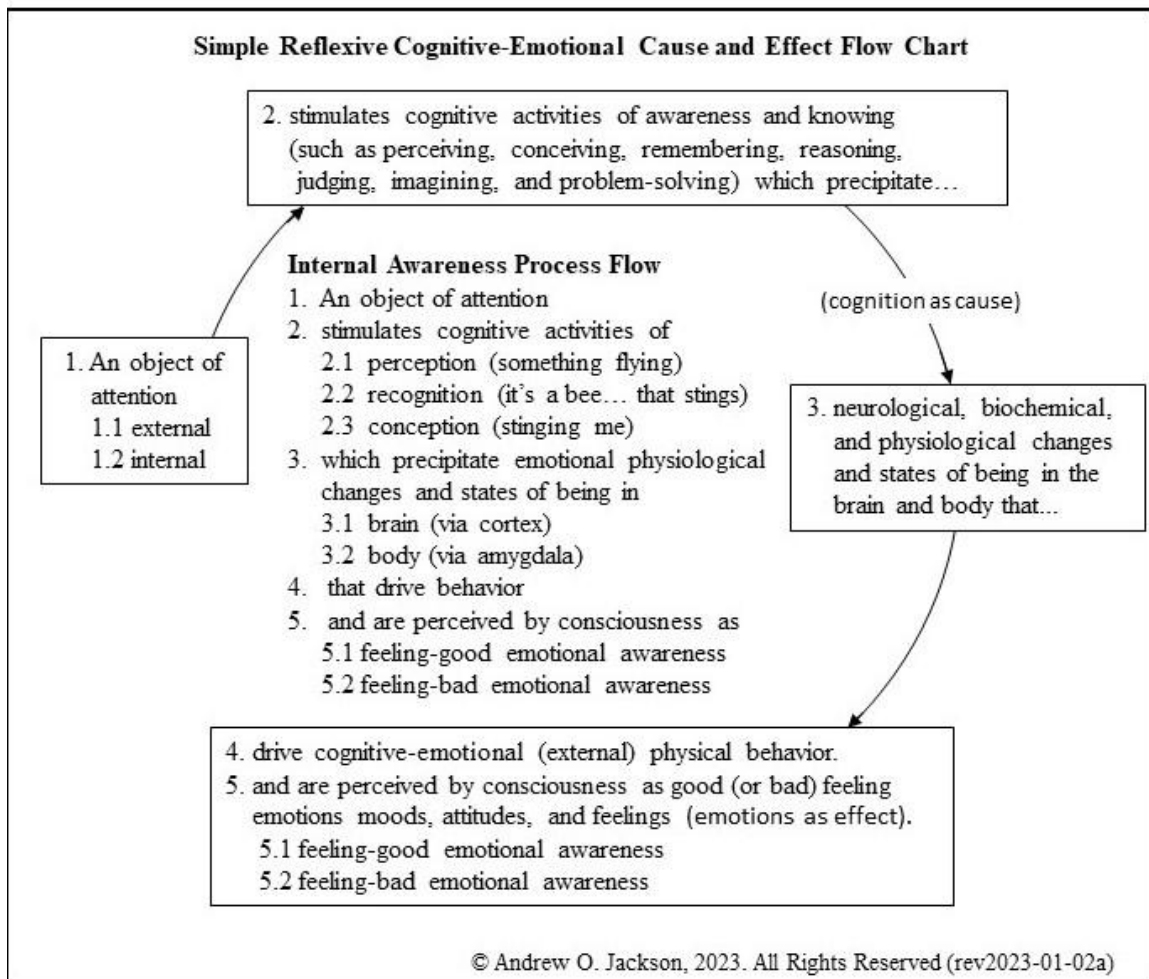 Simple Reflexive Cognitive-Emotional Cause and Effect Flow Chart
2. stimulates cognitive activities of awareness and knowing
(such as perceiving, conceiving, remembering, reasoning,
judging, imagining, and problem-solving) which precipitate…
(cognition as cause)
1. An object of
attention
1.1 external
1.2 internal
Internal Awareness Process Flow
1. An object of attention
2. stimulates cognitive activities of
2.1 perception (something flying)
2.2 recognition (it's a bee… that stings)
2.3 conception (stinging me)
3. which precipitate emotional physiological
changes and states of being in
3.1 brain (via cortex)
3.2 body (via amygdala)
4. that drive behavior
5. and are perceived by consciousness as
5.1 feeling-good emotional awareness
5.2 feeling-bad emotional awareness
3. neurological, biochemical,
and physiological changes
and states of being in the
brain and body that...
4. drive cognitive-emotional (external) physical behavior.
5. and are perceived by consciousness as good (or bad) feeling
emotions moods, attitudes, and feelings (emotions as effect).
5.1 feeling-good emotional awareness
5.2 feeling-bad emotional awareness
© Andrew O. Jackson, 2023. All Rights Reserved (rev2023-01-02a)